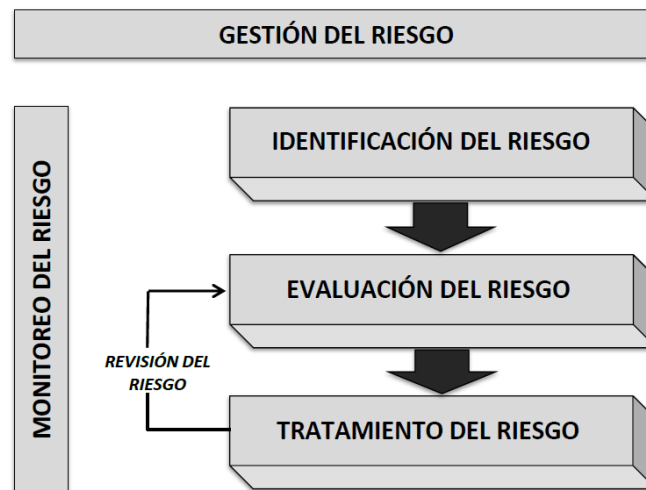 GESTIÓN DEL RIESGO
MONITOREO DEL RIESGO
IDENTIFICACIÓN DEL RIESGO
EVALUACIÓN DEL RIESGO
REVISIÓN DEL
RIESGO
TRATAMIENTO DEL RIESGO